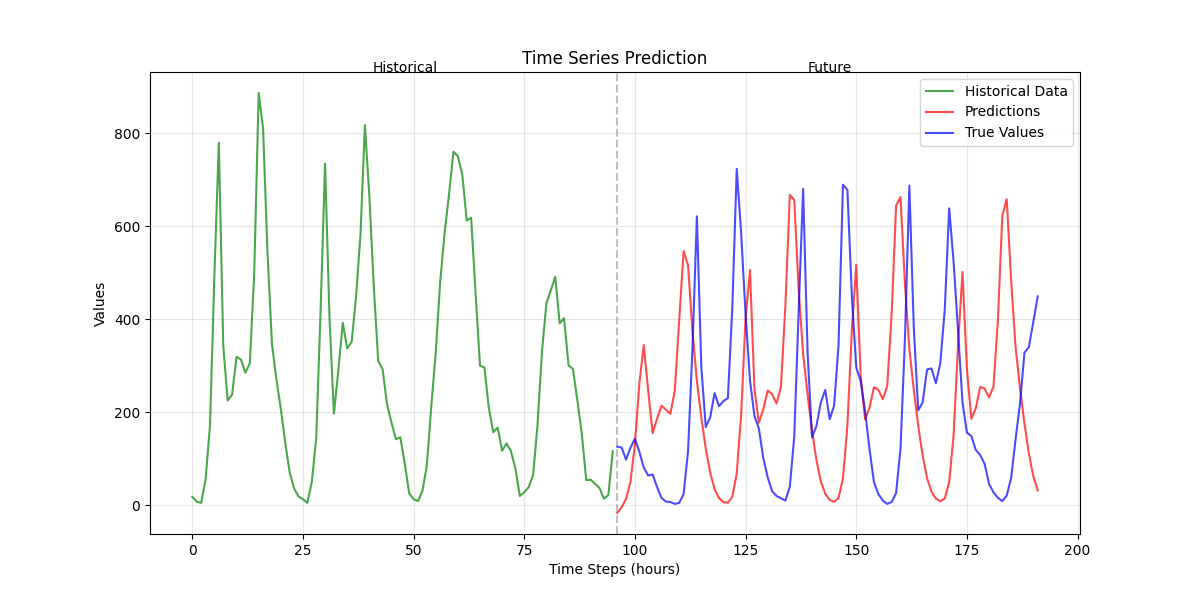 Time Series Prediction
Historical
Future
Historical Data
Predictions
True Values
Values
800
600
400
200
0
0
25
50
75
100
125
150
175
200
Time Steps (hours)